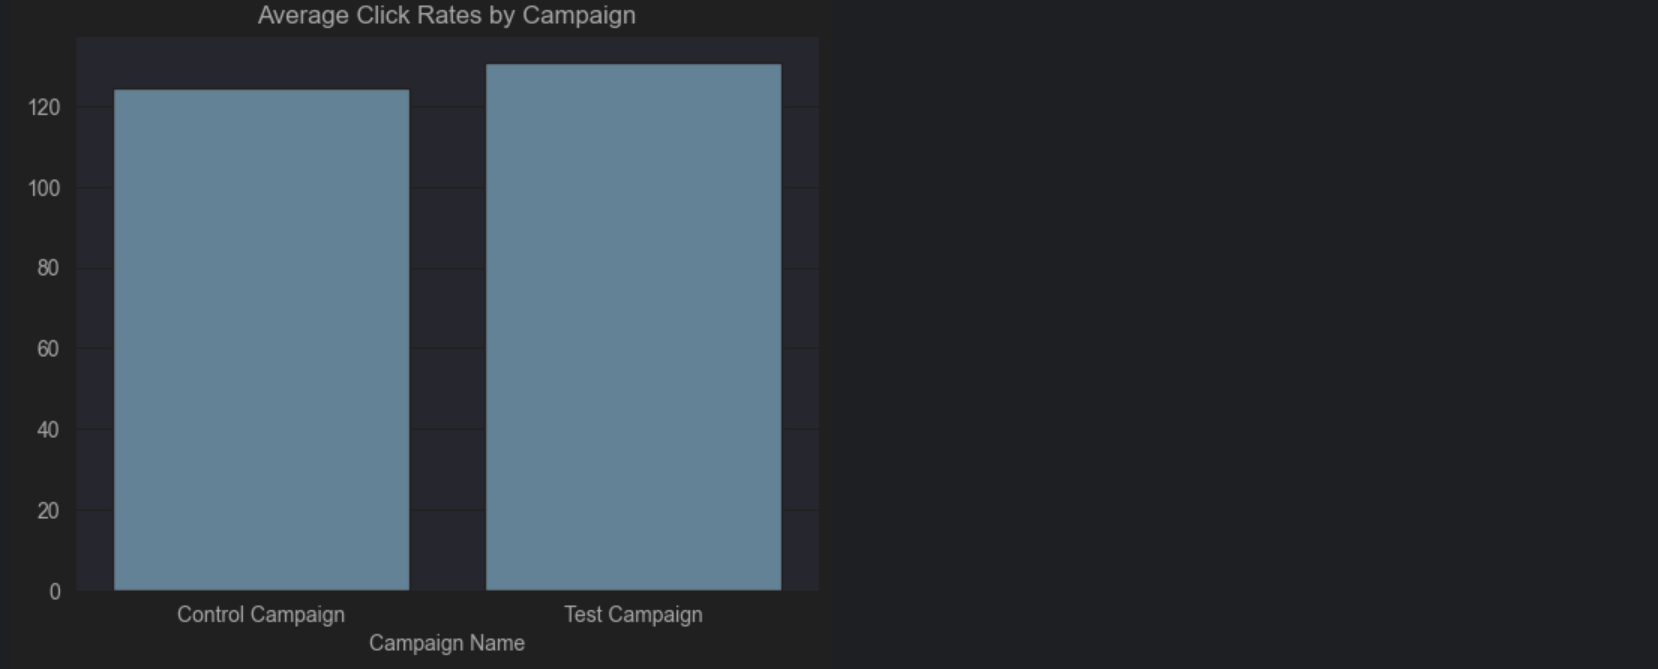 Average Click Rates by Campaign
120
100
80
60
40
20
0
Control Campaign
Test Campaign
Campaign Name